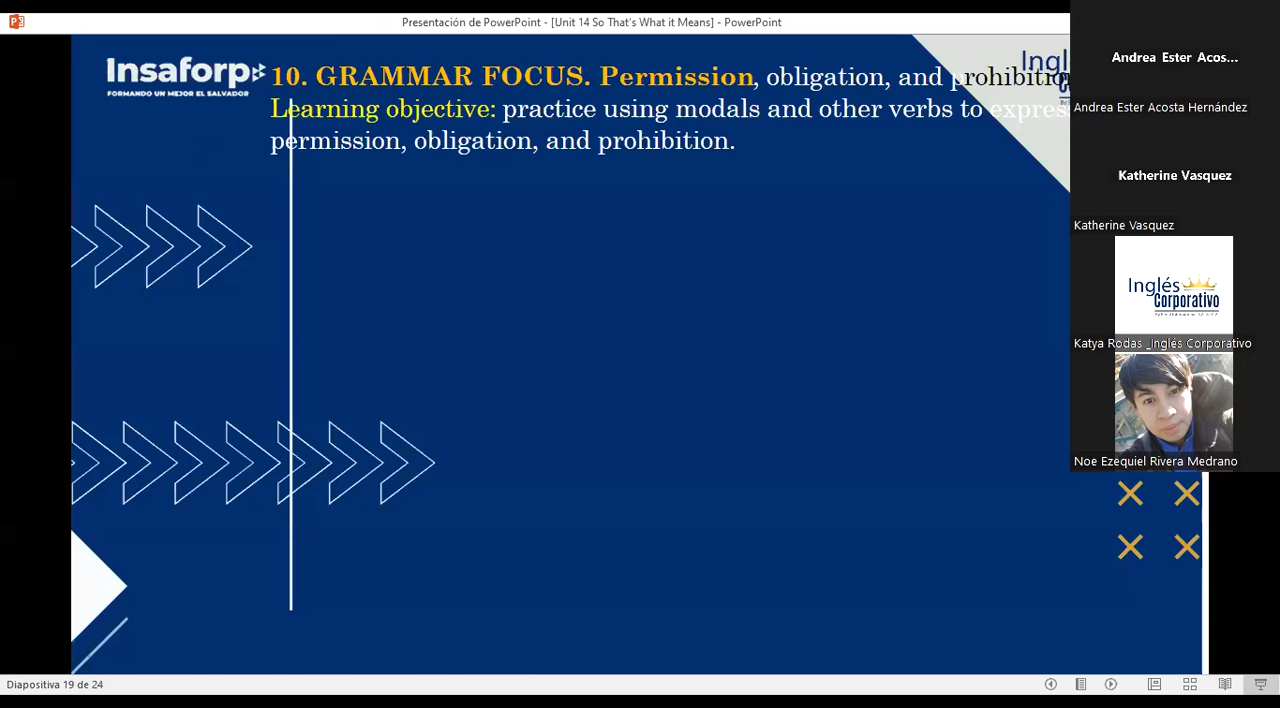 Presentación de PowerPoint - [Unit 14 So That's What it Means] - PowerPoint
Insaforp
FORMANDO UN MEJOR EL SALVADOR
10. GRAMMAR FOCUS. Permission, obligation, and prohibitio
Learning objective: practice using modals and other verbs to expres
permission, obligation, and prohibition.
Inglé
Andrea Ester Acos...
Andrea Ester Acosta Hernández
Katherine Vasquez
Katherine Vasquez
Inglés
Corporativo
Katya Rodas _Inglés Corporativo
Noe Ezequiel Rivera Medrano
Diapositiva 19 de 24